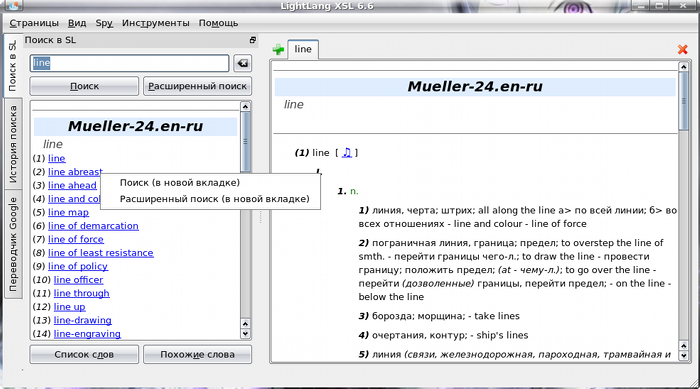 LightLang XSL 6.6
Страницы Вид Spy Инструменты Помощь
Поиск в SL
История поиска
Переводчик Google
Поиск в SL
line
Поиск Расширенный поиск
Mueller-24.en-ru
line
(1) line
(2) line abreast
(3) line ahead
(4) line and co
(5) line map
(6) line of demarcation
(7) line of force
(8) line of least resistance
(9) line of policy
(10) line officer
(11) line through
(12) line up
(13) line-drawing
(14) line-engraving
Список слов Похожие слова
Поиск (в новой вкладке)
Расширенный поиск (в новой вкладке)
line
Mueller-24.en-ru
line
(1) line [ ♫ ]
I.
1. n.
1) линия, черта; штрих; all along the line а> по всей линии; б> во
всех отношениях - line and colour - line of force
2) пограничная линия, граница; предел; to overstep the line of
smth. - перейти границы чего-л.; to draw the line - провести
границу; положить предел; (at - чему-л.); to go over the line -
перейти (дозволенные) границы, перейти предел; - on the line -
below the line
3) борозда; морщина; - take lines
4) очертания, контур; - ship's lines
5) линия (связи, железнодорожная, пароходная, трамвайная и